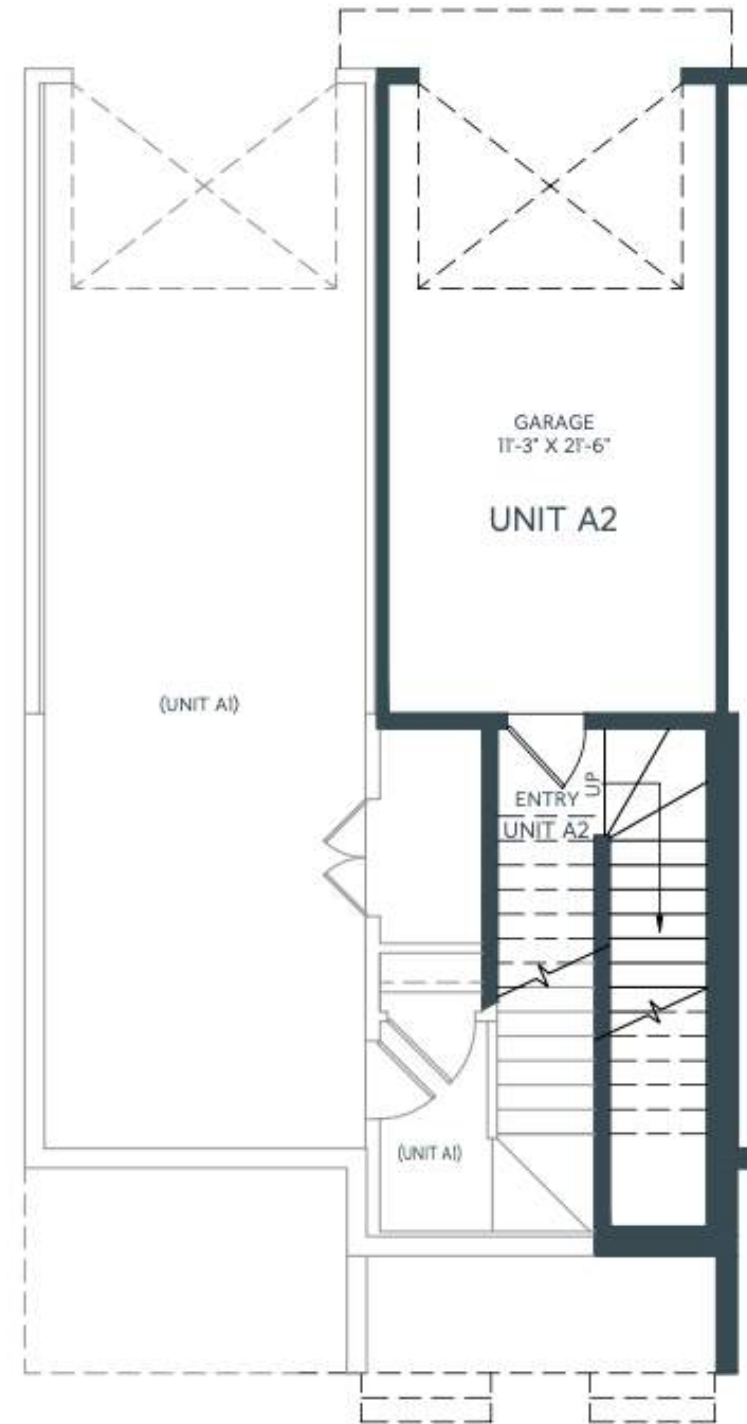 GARAGE
11'-3" X 21'-6"
UNIT A2
(UNIT A1)
ENTRY
UP
UNIT A2
(UNIT A1)